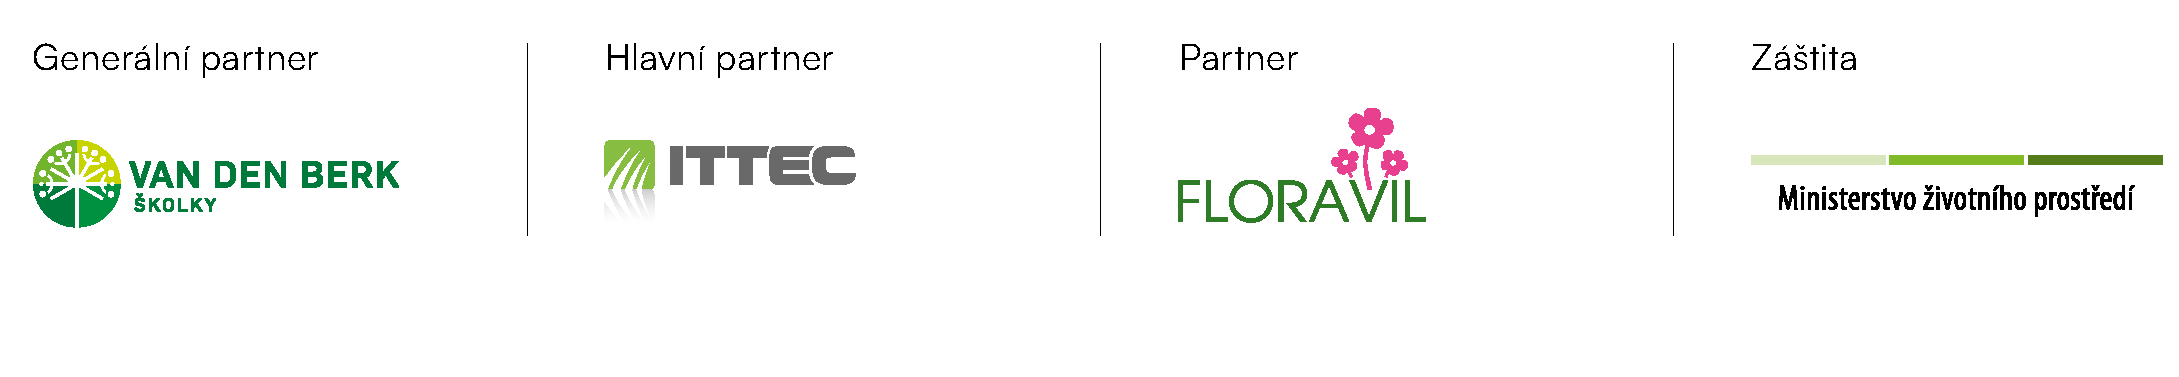 Generální partner
VAN DEN BERK
ŠKOLKY
Hlavní partner
ITTEC
Partner
FLORAVIL
Záštita
Ministerstvo životního prostředí